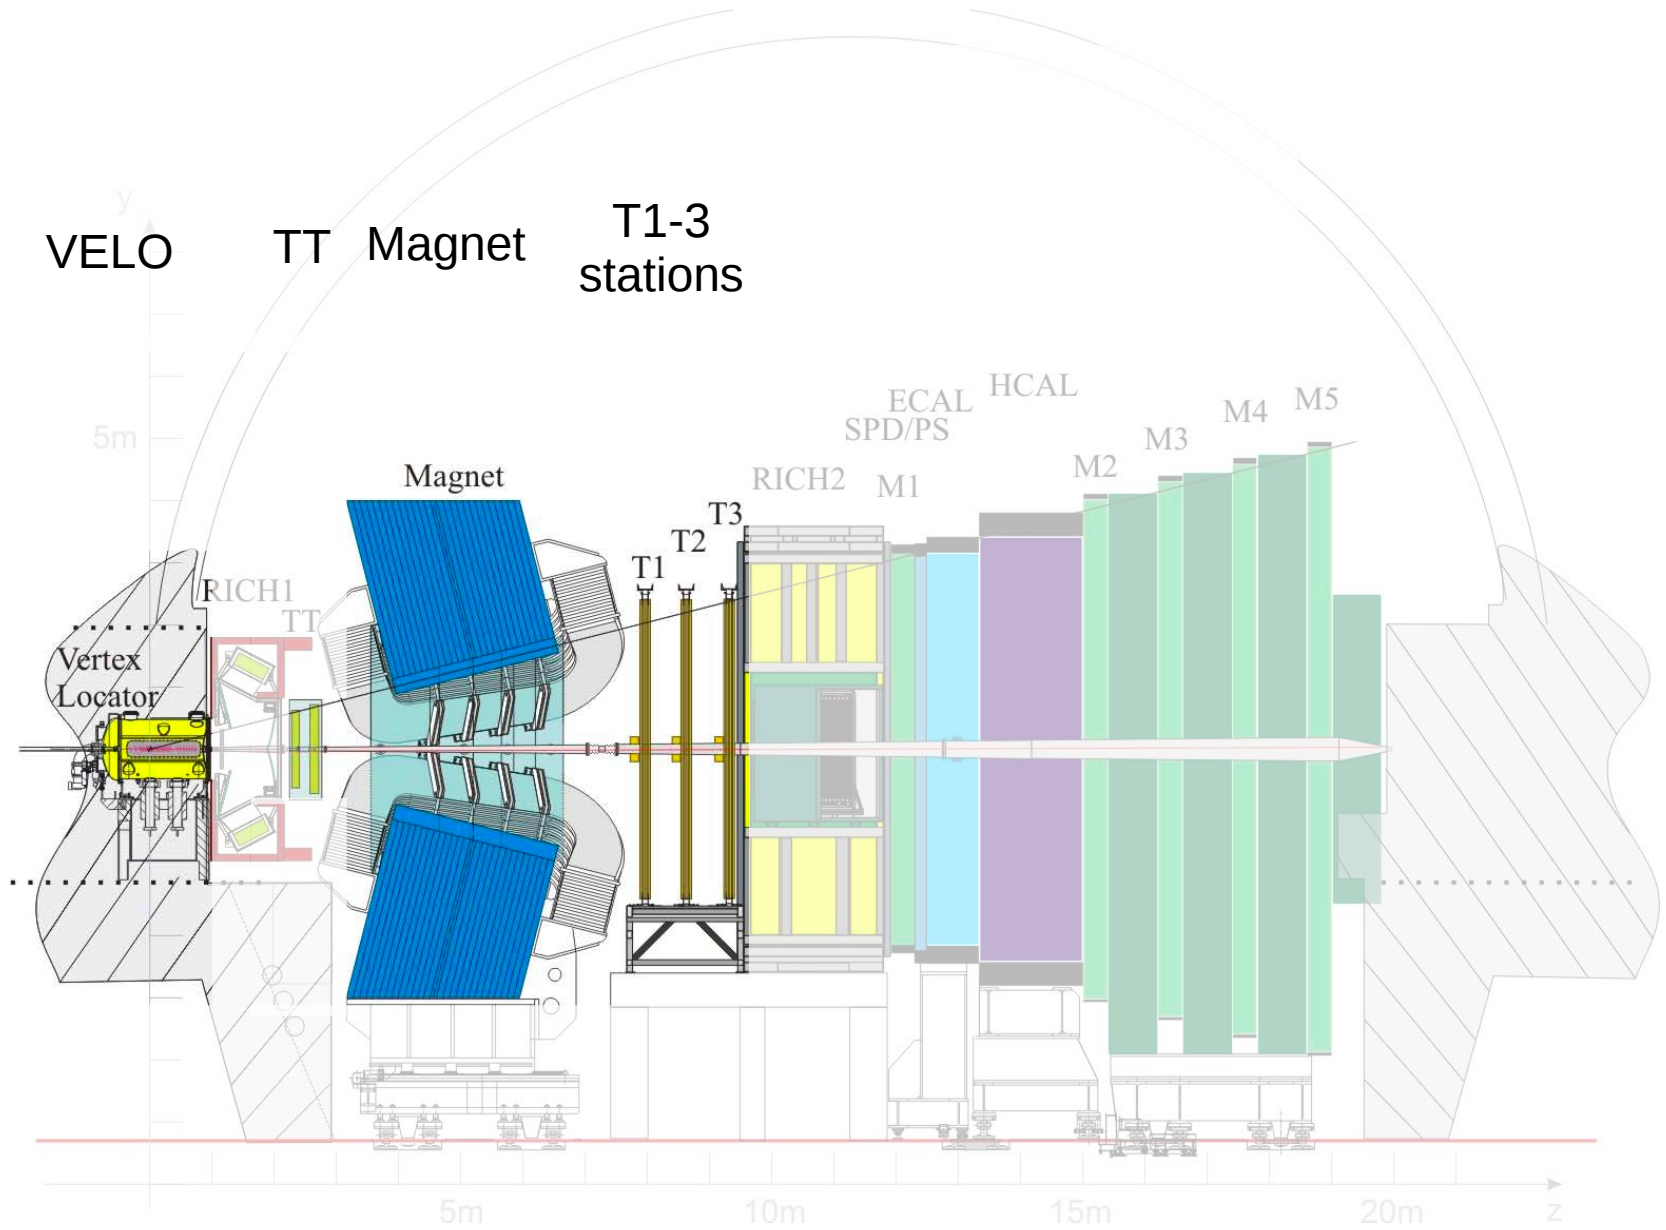 y
VELO
TT
Magnet
T1-3
stations
5m
Magnet
T1
T2
T3
RICH1
TT
Vertex
Locator
RICH2
M1
SPD/PS
ECAL
HCAL
M2
M3
M4
M5
5m
10m
15m
20m
z